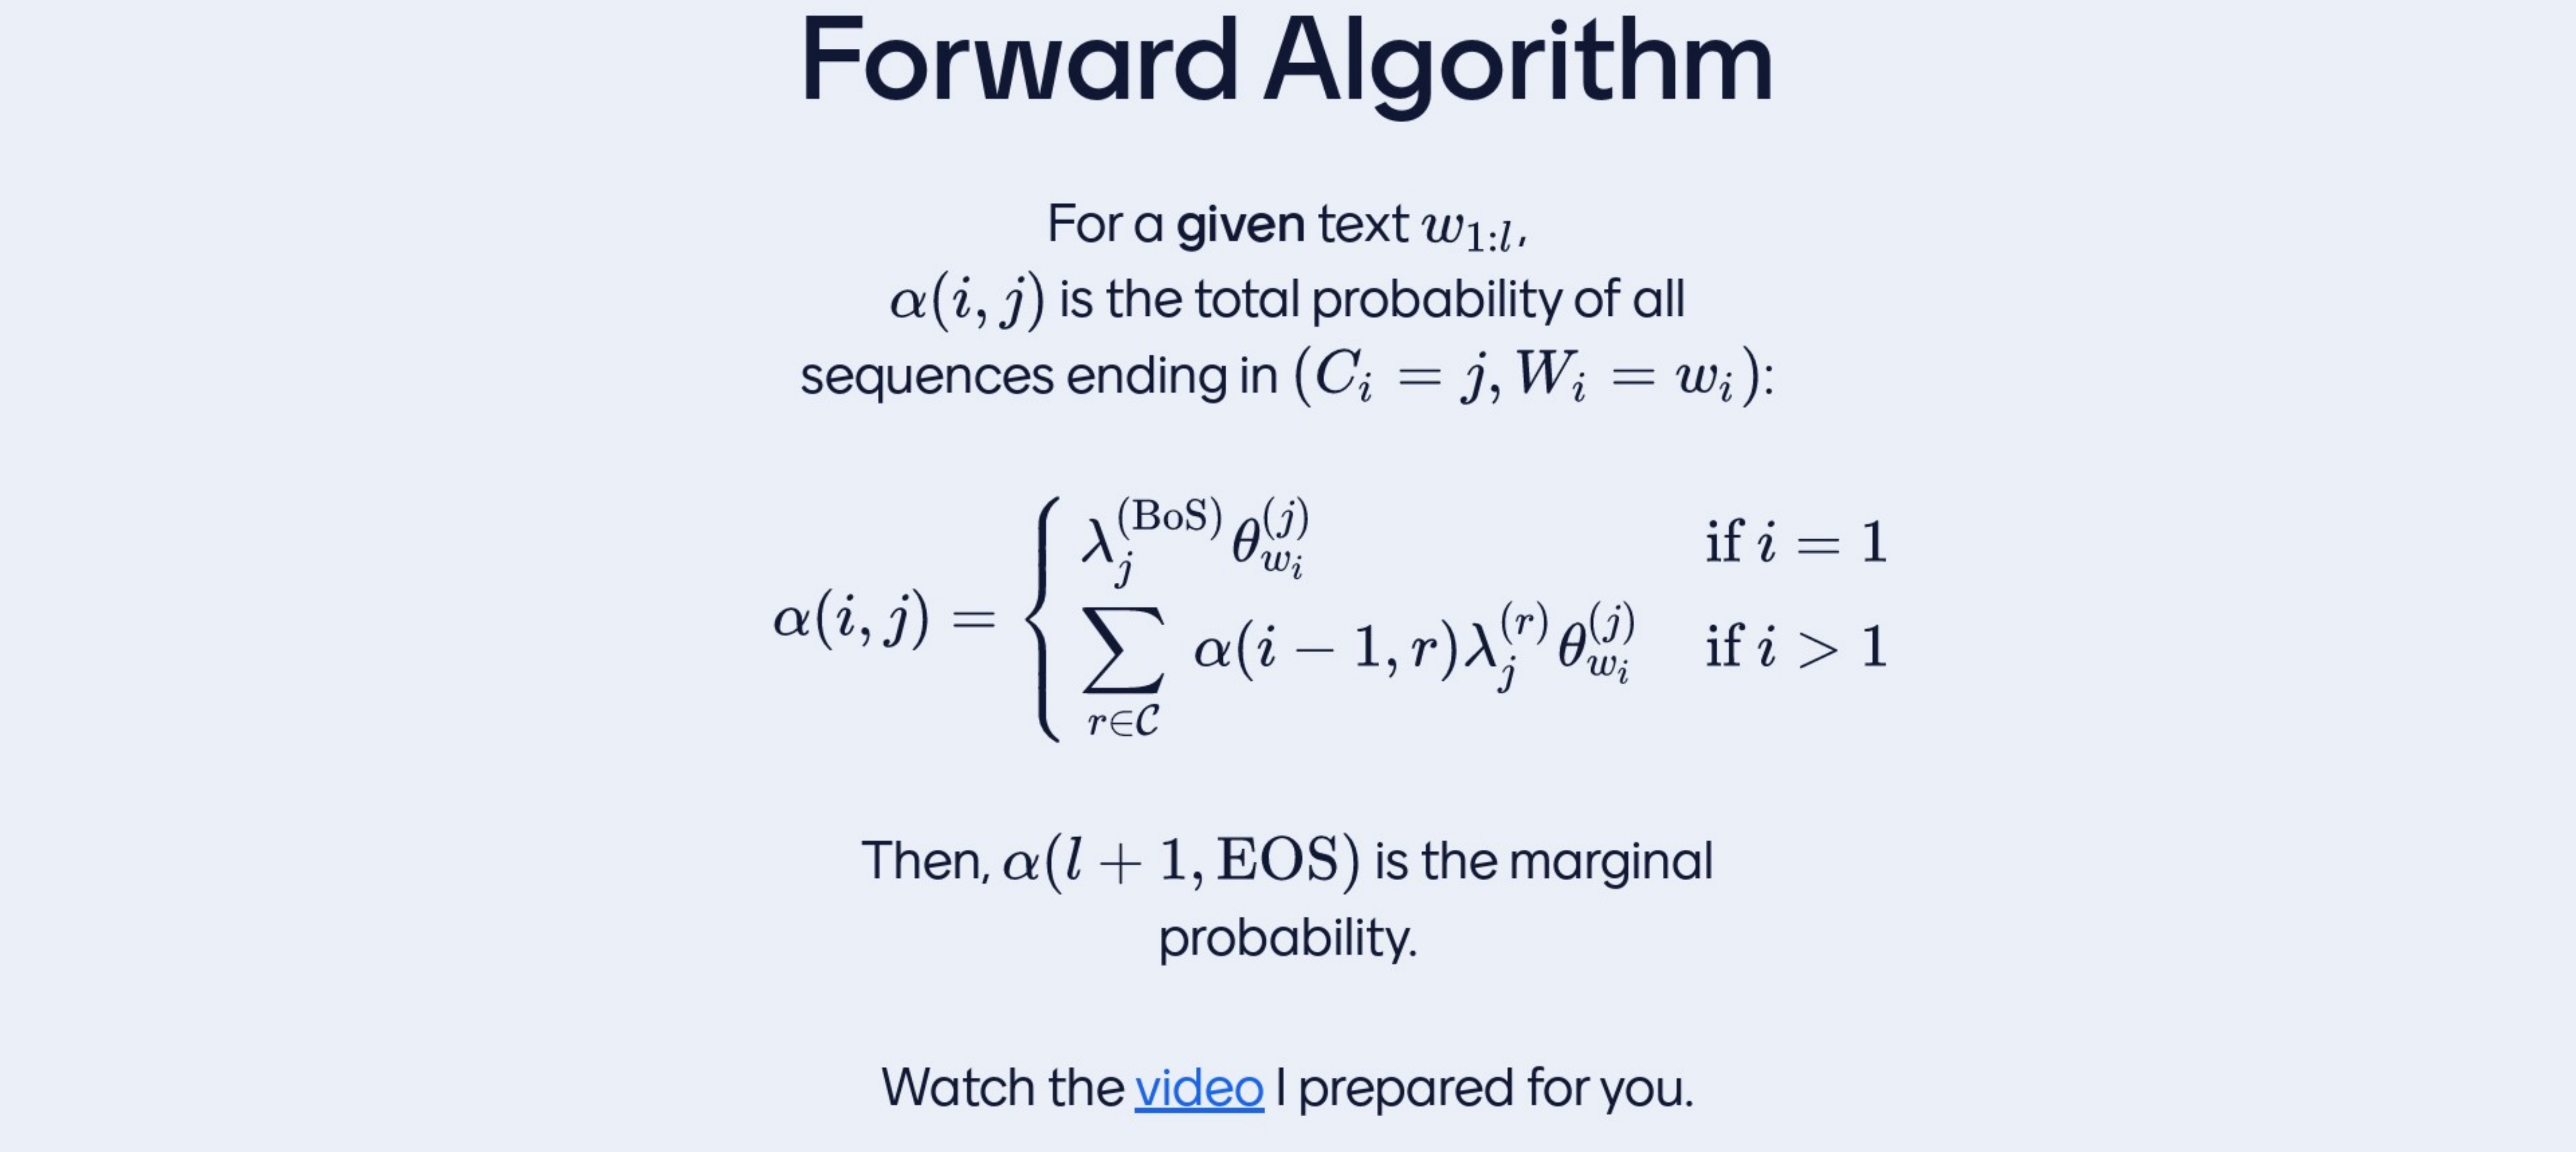 Forward Algorithm
For a given text $w_{1:l}$,
$\alpha(i, j)$ is the total probability of all
sequences ending in $(C_i = j, W_i = w_i)$:
$\alpha(i, j) = \begin{cases} \lambda_j^{(\text{BoS})} \theta_{w_i}^{(j)} & \text{if } i = 1 \\ \sum_{r \in \mathcal{C}} \alpha(i - 1, r) \lambda_j^{(r)} \theta_{w_i}^{(j)} & \text{if } i > 1 \end{cases}$
Then, $\alpha(l + 1, \text{EOS})$ is the marginal
probability.
Watch the video I prepared for you.